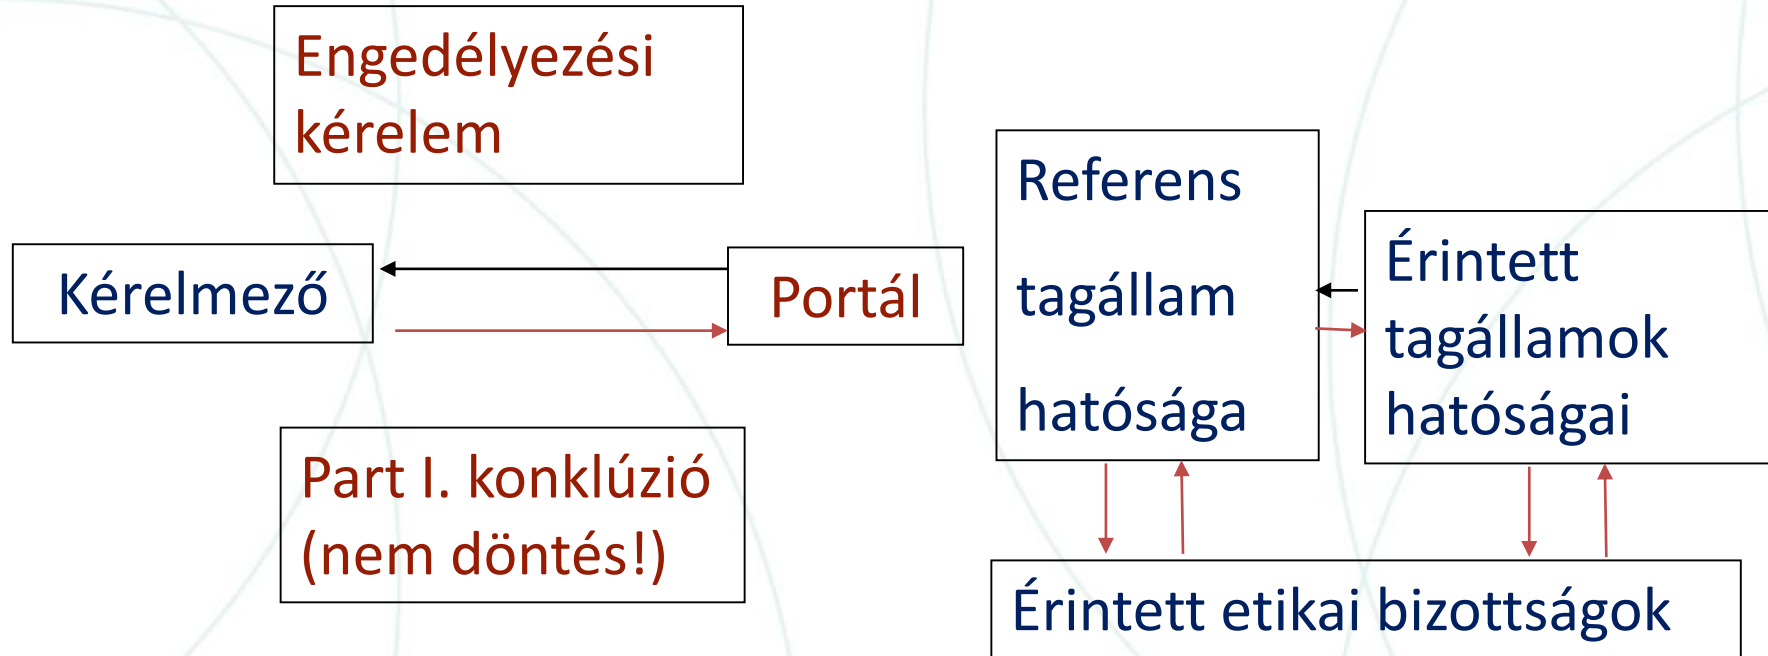 Engedélyezési
kérelem
Kérelmező
Portál
Part I. konklúzió
(nem döntés!)
Referens
tagállam
hatósága
Érintett
tagállamok
hatóságai
Érintett etikai bizottságok